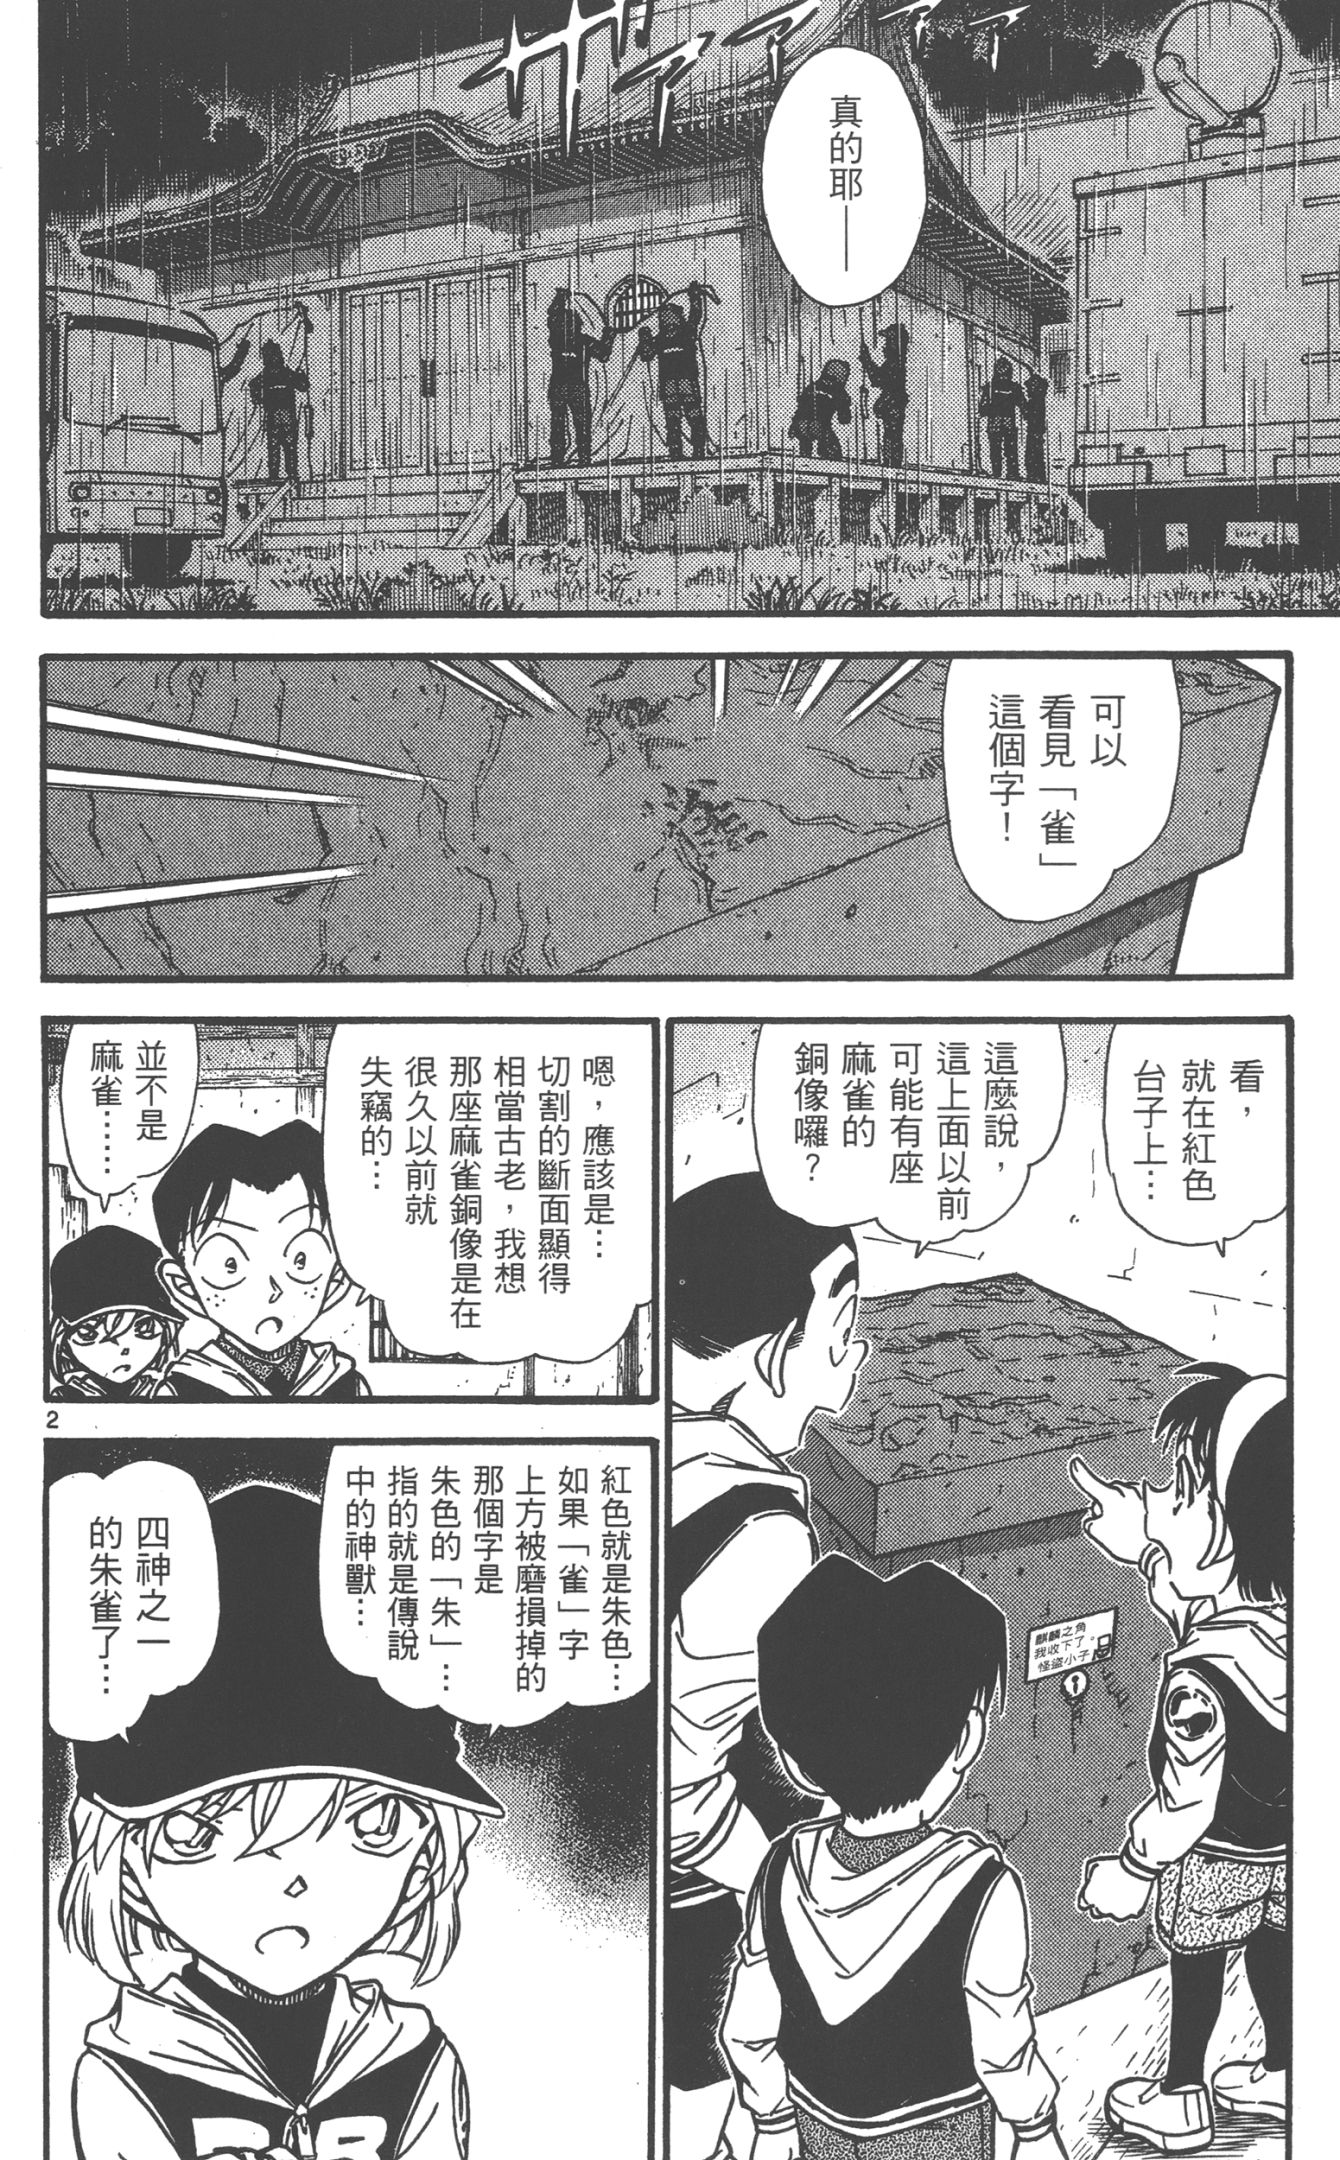 ザアアアア
真的耶——
可以
看見「雀」
這個字！
看，
就在紅色
台子上…
這麼說，
這上面以前
可能有座
麻雀的
銅像囉？
麒麟之角
我收下了。
怪盜小子
嗯，應該是…
切割的斷面顯得
相當古老，我想
那座麻雀銅像是在
很久以前就
失竊的…
並不是
麻雀……
2
紅色就是朱色…
如果「雀」字
上方被磨損掉的
那個字是
朱色的「朱」…
指的就是傳說
中的神獸…
四神之一
的朱雀了…